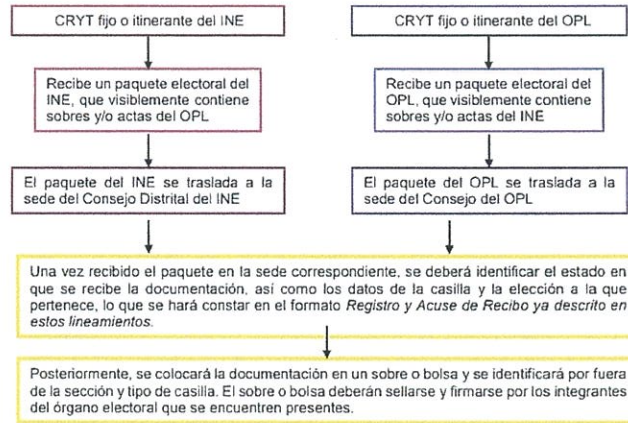 CRYT fijo o itinerante del INE
CRYT fijo o itinerante del OPL
Recibe un paquete electoral del
INE, que visiblemente contiene
sobres y/o actas del OPL
Recibe un paquete electoral del
OPL, que visiblemente contiene
sobres y/o actas del INE
El paquete del INE se traslada a la
sede del Consejo Distrital del INE
El paquete del OPL se traslada a la
sede del Consejo del OPL
Una vez recibido el paquete en la sede correspondiente, se deberá identificar el estado
en que se recibe la documentación, así como los datos de la casilla y la elección a la que
pertenece, lo que se hará constar en el formato Registro y Acuse de Recibo ya descrito en
estos lineamientos.
Posteriormente, se colocará la documentación en un sobre o bolsa y se identificará por fuera
de la sección y tipo de casilla. El sobre o bolsa deberán sellarse y firmarse por los integrantes
del órgano electoral que se encuentren presentes.